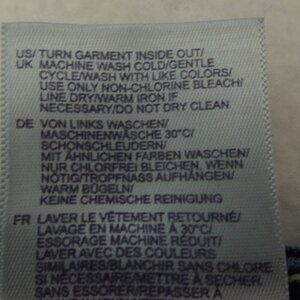 US/ TURN GARMENT INSIDE OUT/
UK MACHINE WASH COLD/GENTLE
CYCLE/WASH WITH LIKE COLORS/
USE ONLY NON-CHLORINE BLEACH/
LINE DRY/WARM IRON IF
NECESSARY/DO NOT DRY CLEAN
DE VON LINKS WASCHEN/
MASCHINENWÄSCHE 30°C/
SCHONSCHLEUDERN/
MIT ÄHNLICHEN FARBEN WASCHEN/
NUR CHLORFREI BLEICHEN, WENN
NÖTIG/TROPFNASS AUFHÄNGEN/
WARM BÜGELN/
KEINE CHEMISCHE REINIGUNG
FR LAVER LE VÊTEMENT RETOURNÉ/
LAVAGE EN MACHINE À 30°C/
ESSORAGE MACHINE RÉDUIT/
LAVER AVEC DES COULEURS
SIMILAIRES/BLANCHIR SANS CHLORE
SI NÉCESSAIRE/METTRE À SÉCHER
SANS ESSORER/REPASSER À